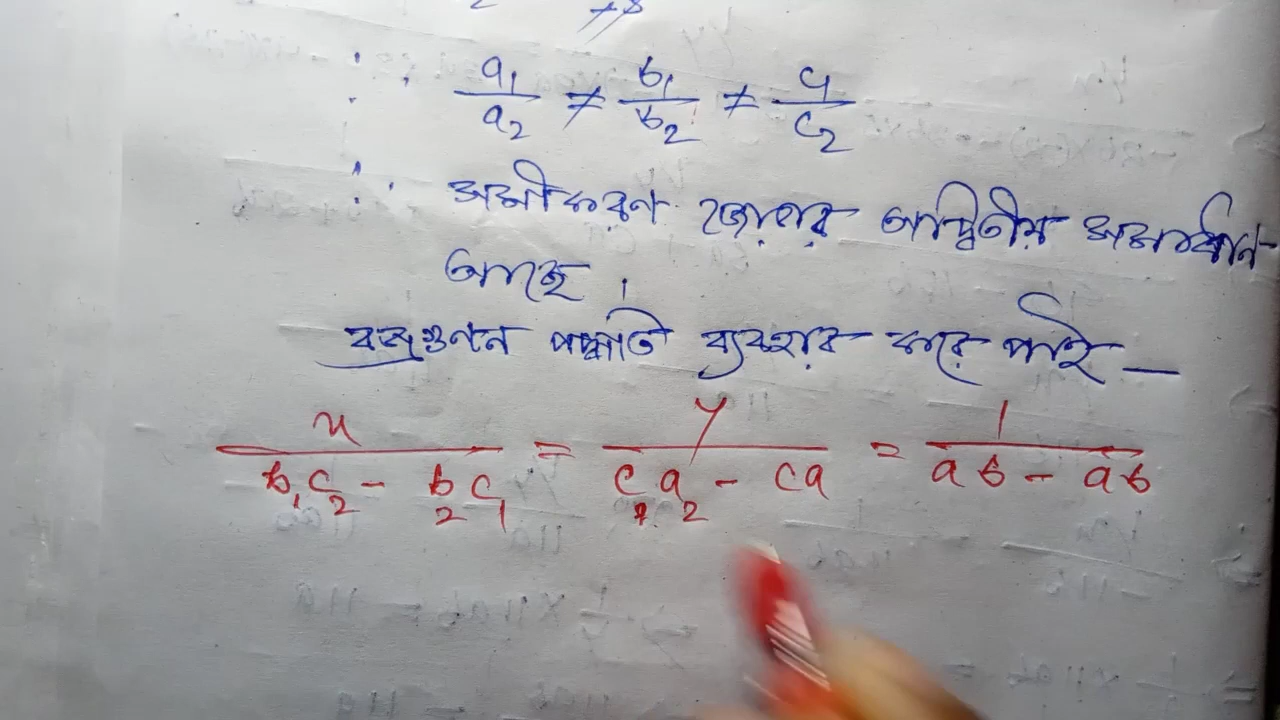 ∴ a₁/a₂ ≠ b₁/b₂ ≠ c₁/c₂
∴ সমীকরণ জোটের অদ্বিতীয় সমাধান
আছে।
বজ্রগুণন পদ্ধতি ব্যবহার করে পাই —
x/(b₁c₂ - b₂c₁) = y/(c₁a₂ - ca) = 1/(ab - ab)